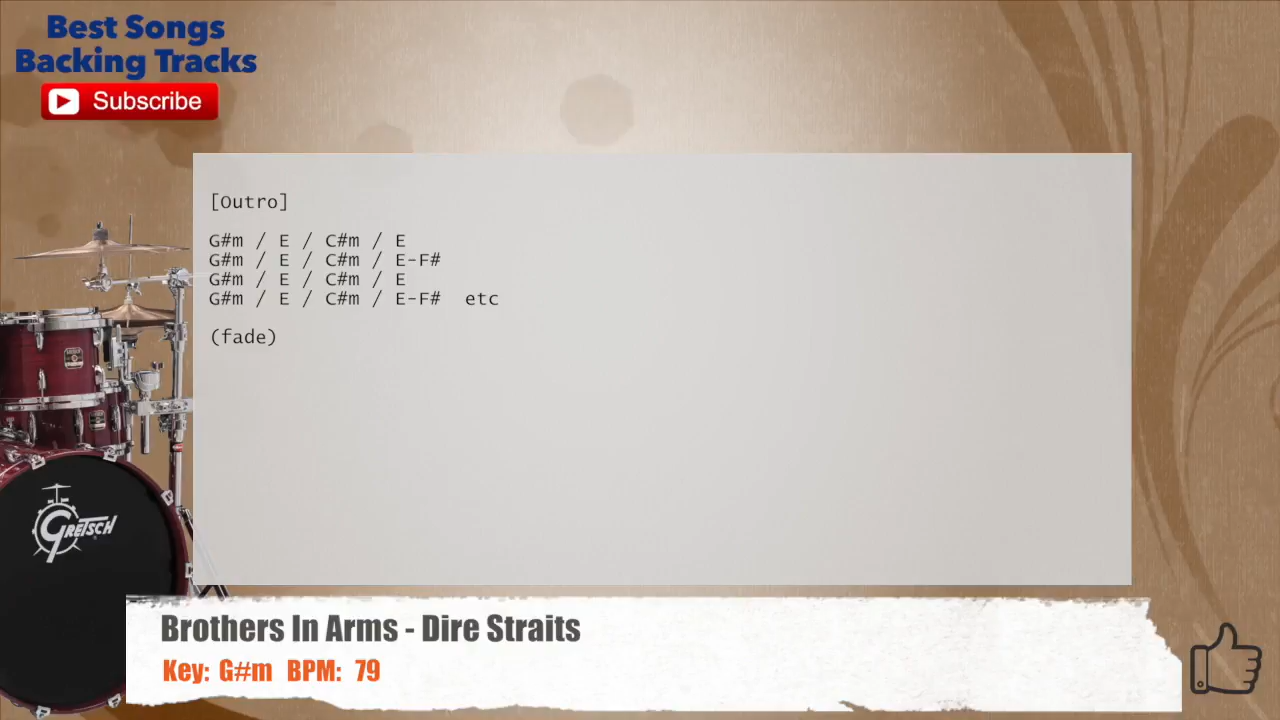 Best Songs
Backing Tracks
Subscribe
[Outro]
G#m / E / C#m / E
G#m / E / C#m / E-F#
G#m / E / C#m / E
G#m / E / C#m / E-F#  etc
(fade)
GRETSCH
Brothers In Arms - Dire Straits
Key: G#m  BPM:  79